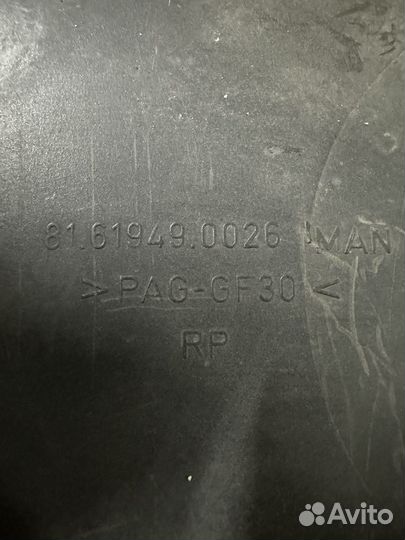 81.61949.0026 MAN
>PAG-GF30<
RP
Avito